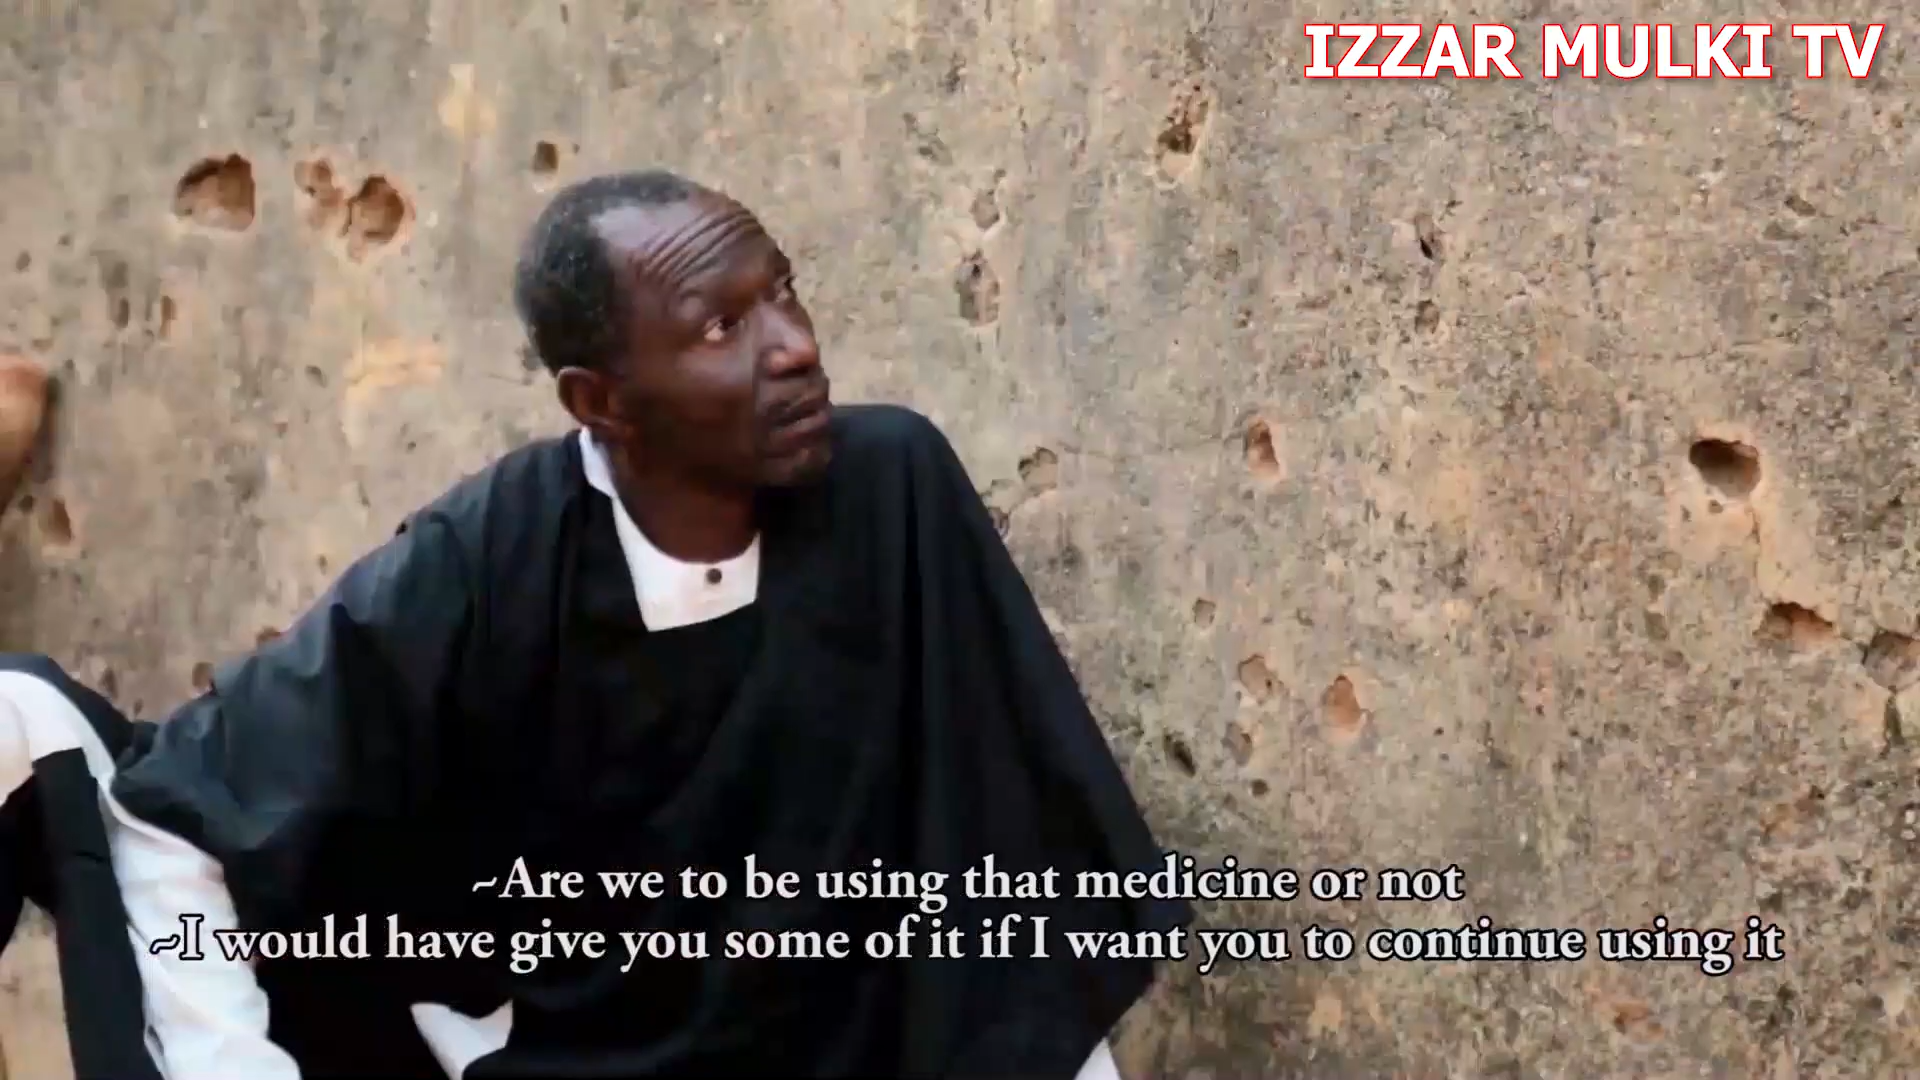 IZZAR MULKI TV
~Are we to be using that medicine or not
~I would have give you some of it if I want you to continue using it